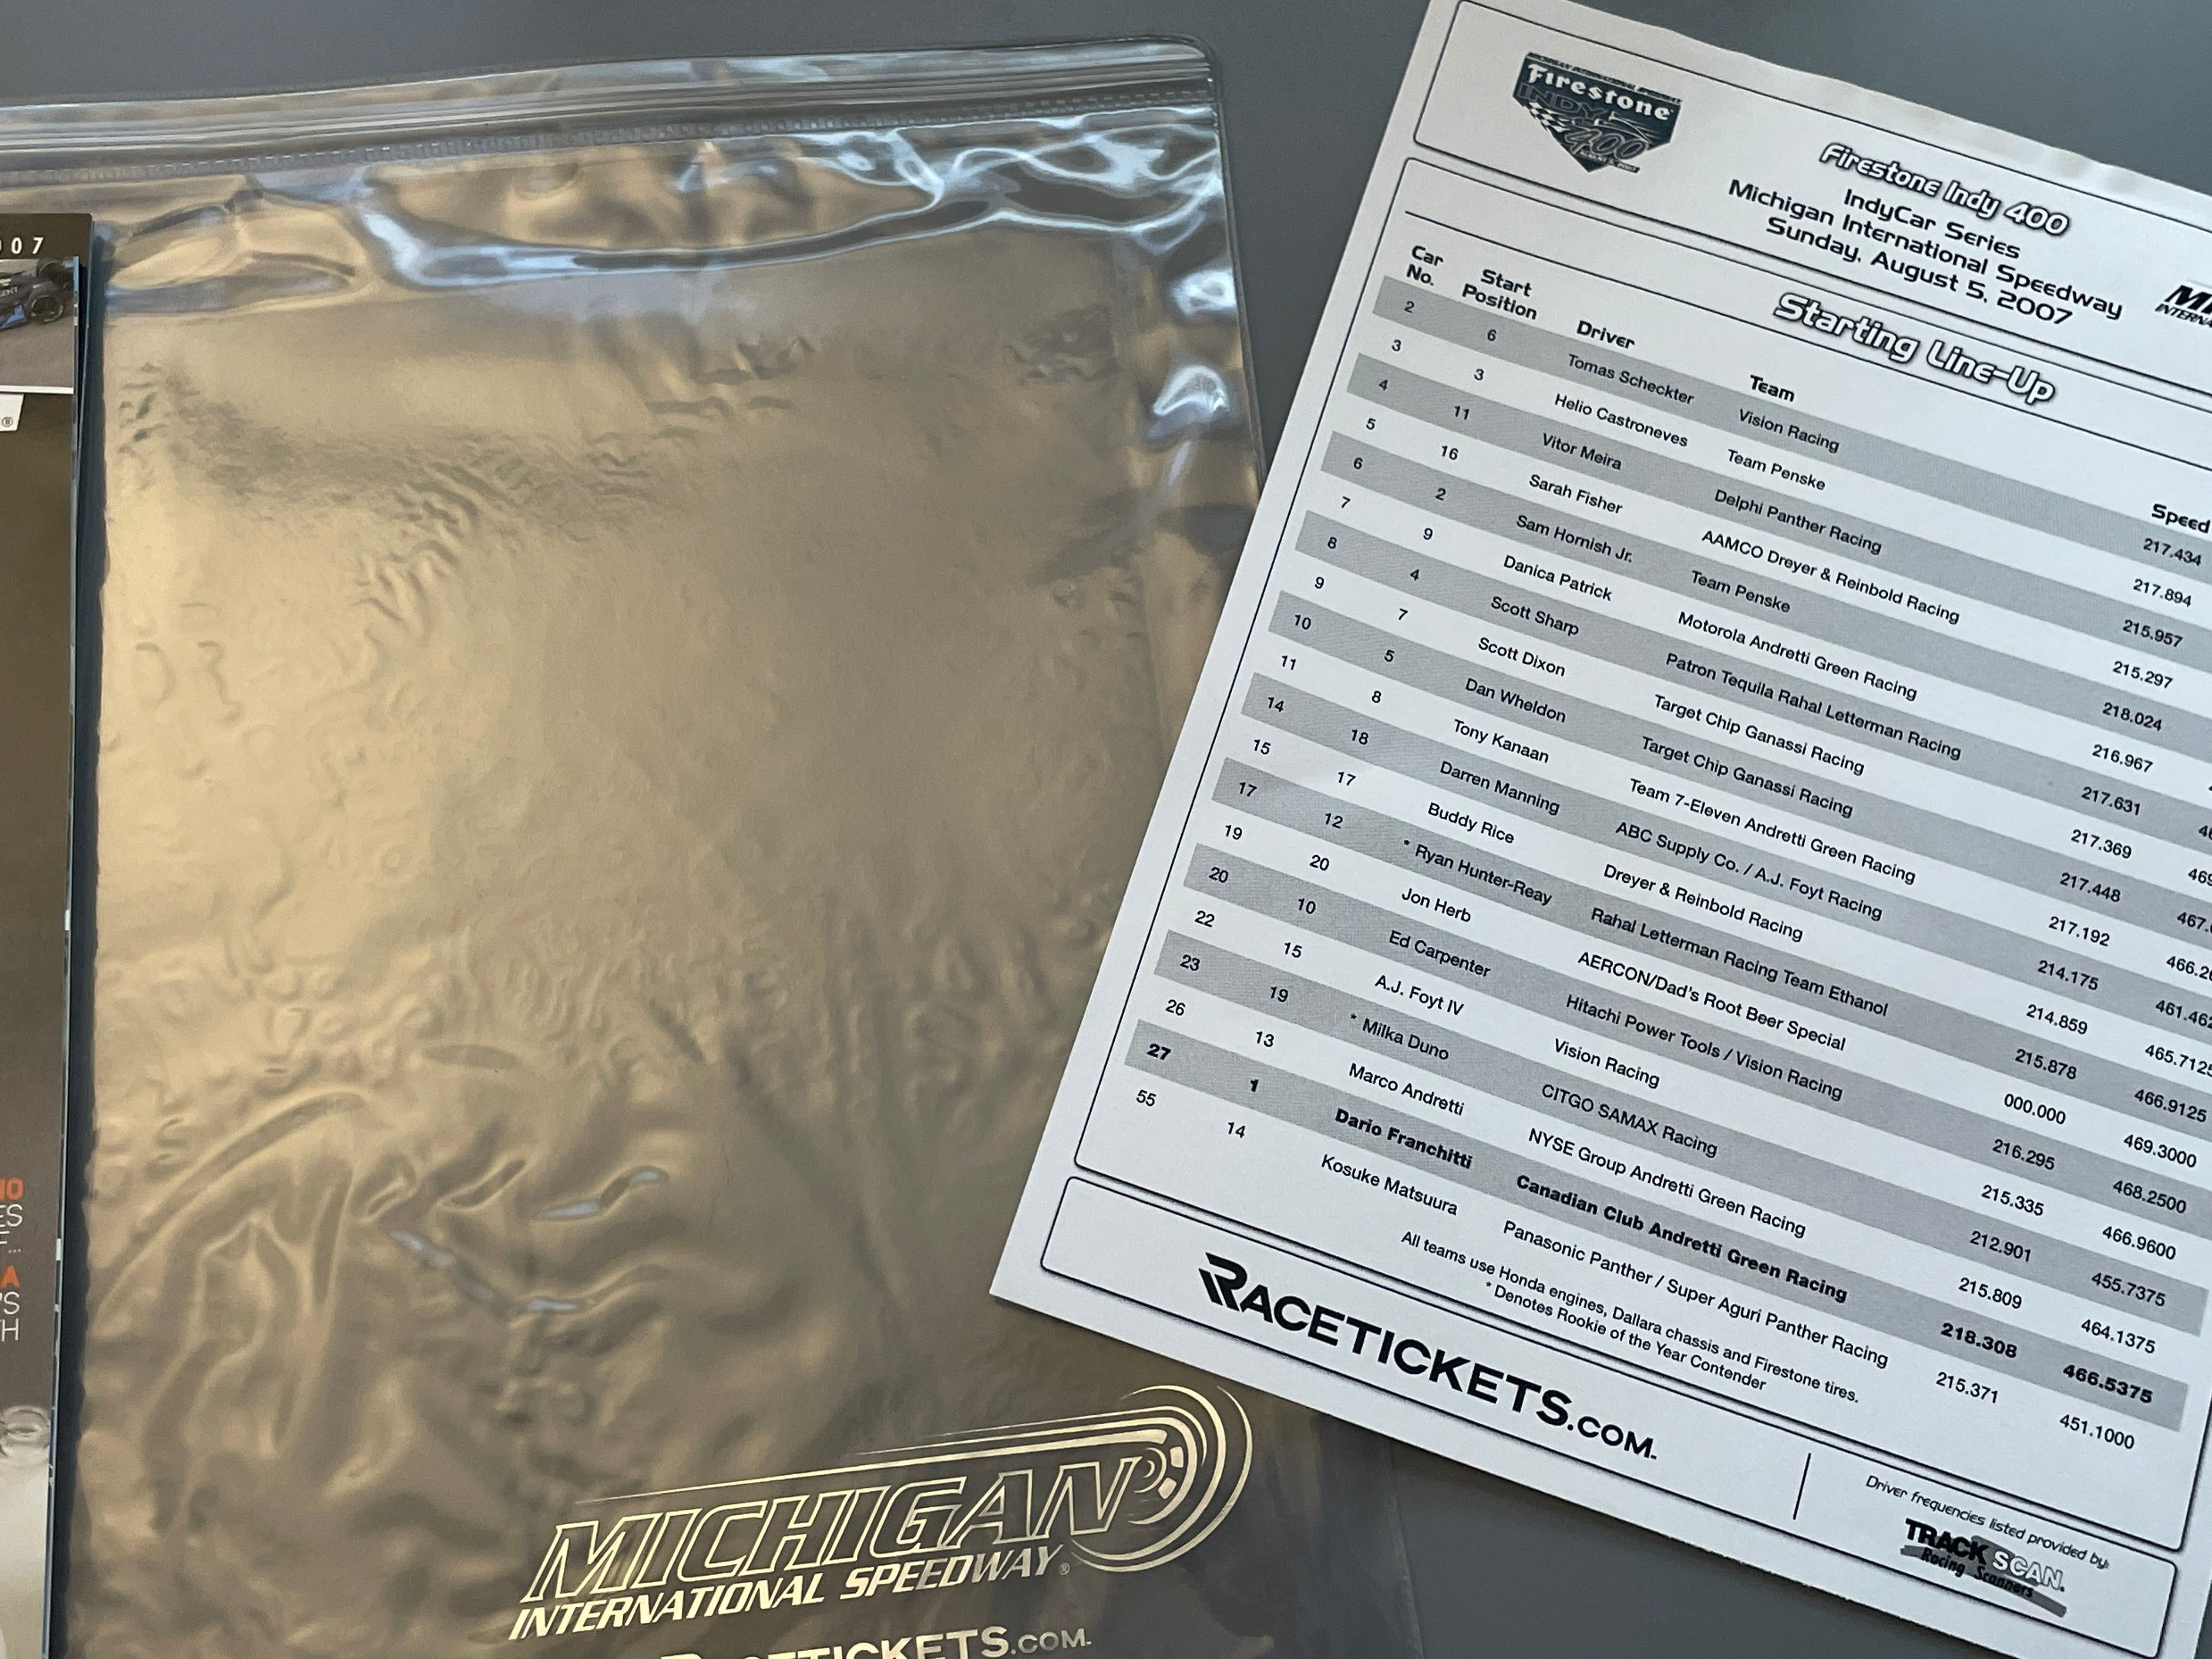 007
®
NO
ES
T...
A
'S
TH
MICHIGAN
INTERNATIONAL SPEEDWAY®
RACETICKETS.COM.
Firestone
INDY
400
Firestone Indy 400
IndyCar Series
Michigan International Speedway
Sunday, August 5, 2007
Starting Line-Up
Car No. Start Position Driver Team Speed
2 6 Tomas Scheckter Vision Racing 217.434
3 3 Helio Castroneves Team Penske 217.894
4 11 Vitor Meira Delphi Panther Racing 215.957
5 16 Sarah Fisher AAMCO Dreyer & Reinbold Racing 215.297
6 2 Sam Hornish Jr. Team Penske 218.024
7 9 Danica Patrick Motorola Andretti Green Racing 216.967
8 4 Scott Sharp Patron Tequila Rahal Letterman Racing 217.631
9 7 Scott Dixon Target Chip Ganassi Racing 217.369
10 5 Dan Wheldon Target Chip Ganassi Racing 217.448
11 8 Tony Kanaan Team 7-Eleven Andretti Green Racing 217.192
14 18 Darren Manning ABC Supply Co. / A.J. Foyt Racing 214.175
15 17 Buddy Rice Dreyer & Reinbold Racing 214.859 465.7125
17 12 * Ryan Hunter-Reay Rahal Letterman Racing Team Ethanol 215.878 466.9125
19 20 Jon Herb AERCON/Dad's Root Beer Special 000.000 469.3000
20 10 Ed Carpenter Hitachi Power Tools / Vision Racing 216.295 468.2500
22 15 A.J. Foyt IV Vision Racing 215.335 466.9600
23 19 * Milka Duno CITGO SAMAX Racing 212.901 455.7375
26 13 Marco Andretti NYSE Group Andretti Green Racing 215.809 464.1375
27 1 Dario Franchitti Canadian Club Andretti Green Racing 218.308 466.5375
55 14 Kosuke Matsuura Panasonic Panther / Super Aguri Panther Racing 215.371 451.1000
All teams use Honda engines, Dallara chassis and Firestone tires.
* Denotes Rookie of the Year Contender
RACETICKETS.COM.
Driver frequencies listed provided by:
TRACK SCAN.
Racing Scanners